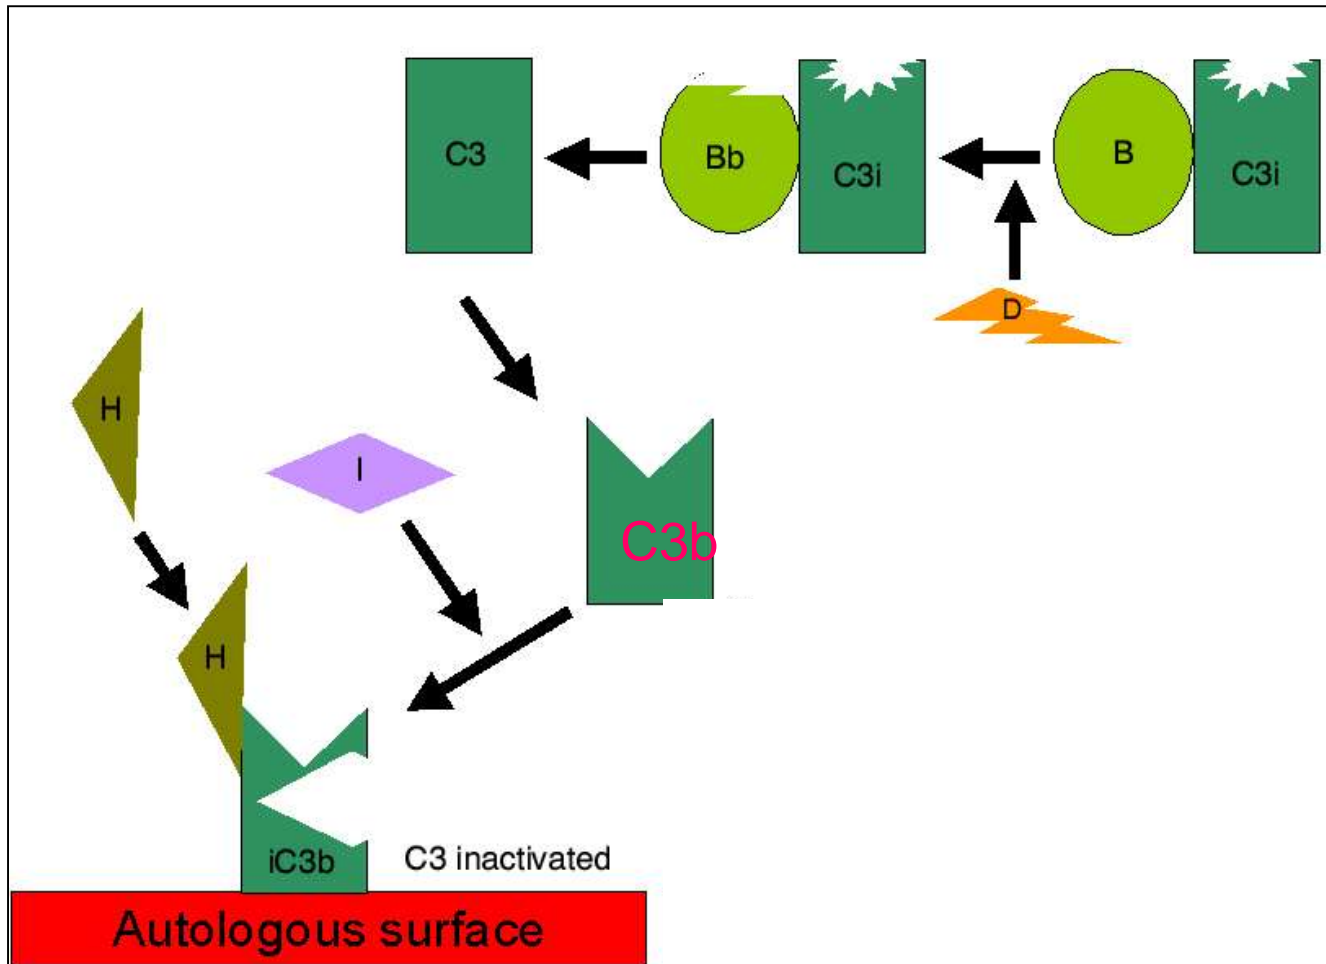 C3
Bb
C3i
B
C3i
D
H
I
C3b
H
iC3b
C3 inactivated
Autologous surface